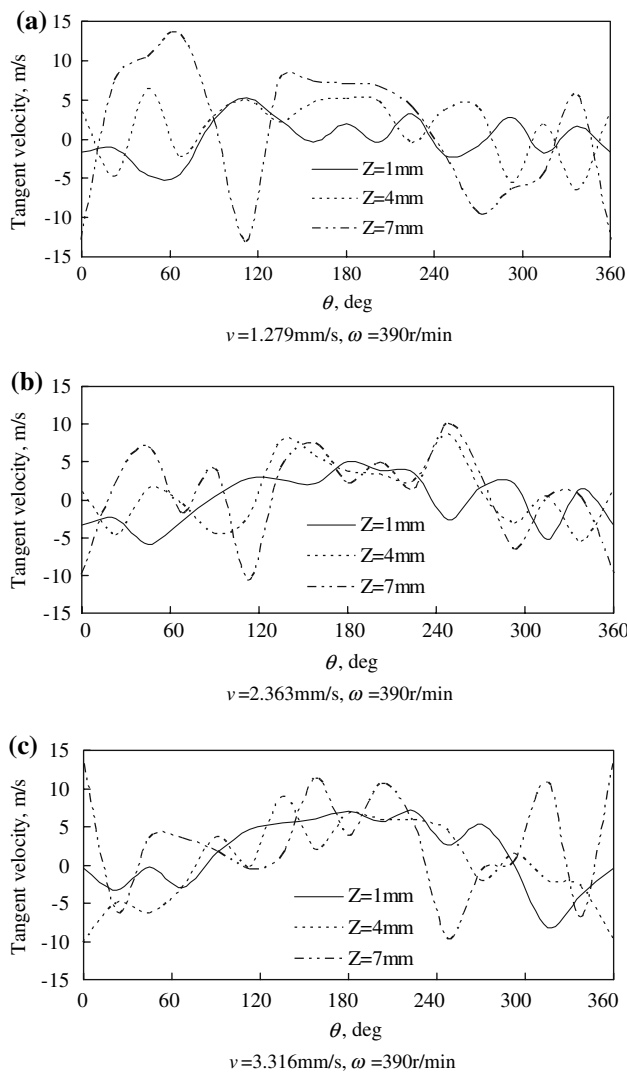 (a)
Tangent velocity, m/s
15
10
5
0
-5
-10
-15
Z=1mm
Z=4mm
Z=7mm
0 60 120 180 240 300 360
θ, deg
v=1.279mm/s, ω=390r/min
(b)
Tangent velocity, m/s
15
10
5
0
-5
-10
-15
Z=1mm
Z=4mm
Z=7mm
0 60 120 180 240 300 360
θ, deg
v=2.363mm/s, ω=390r/min
(c)
Tangent velocity, m/s
15
10
5
0
-5
-10
-15
Z=1mm
Z=4mm
Z=7mm
0 60 120 180 240 300 360
θ, deg
v=3.316mm/s, ω=390r/min